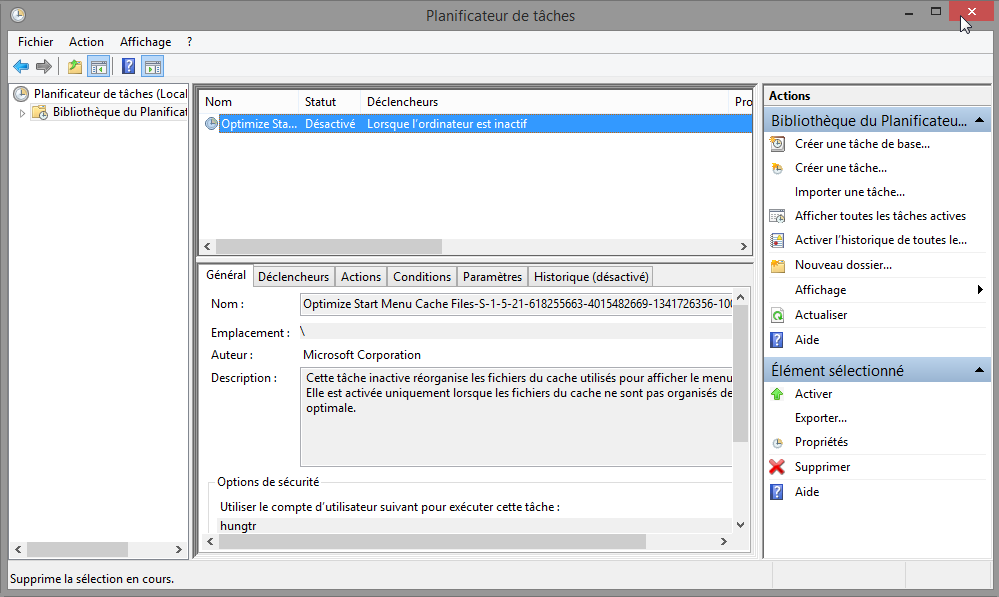 Planificateur de tâches
Fichier Action Affichage ?
Planificateur de tâches (Local
Bibliothèque du Planificat
Nom Statut Déclencheurs Pro
Optimize Sta... Désactivé Lorsque l'ordinateur est inactif
Général Déclencheurs Actions Conditions Paramètres Historique (désactivé)
Nom : Optimize Start Menu Cache Files-S-1-5-21-618255663-4015482669-1341726356-100
Emplacement : \
Auteur : Microsoft Corporation
Description : Cette tâche inactive réorganise les fichiers du cache utilisés pour afficher le menu
Elle est activée uniquement lorsque les fichiers du cache ne sont pas organisés de
optimale.
Options de sécurité
Utiliser le compte d'utilisateur suivant pour exécuter cette tâche :
hungtr
Actions
Bibliothèque du Planificateu...
Créer une tâche de base...
Créer une tâche...
Importer une tâche...
Afficher toutes les tâches actives
Activer l'historique de toutes le...
Nouveau dossier...
Affichage
Actualiser
Aide
Élément sélectionné
Activer
Exporter...
Propriétés
Supprimer
Aide
Supprime la sélection en cours.